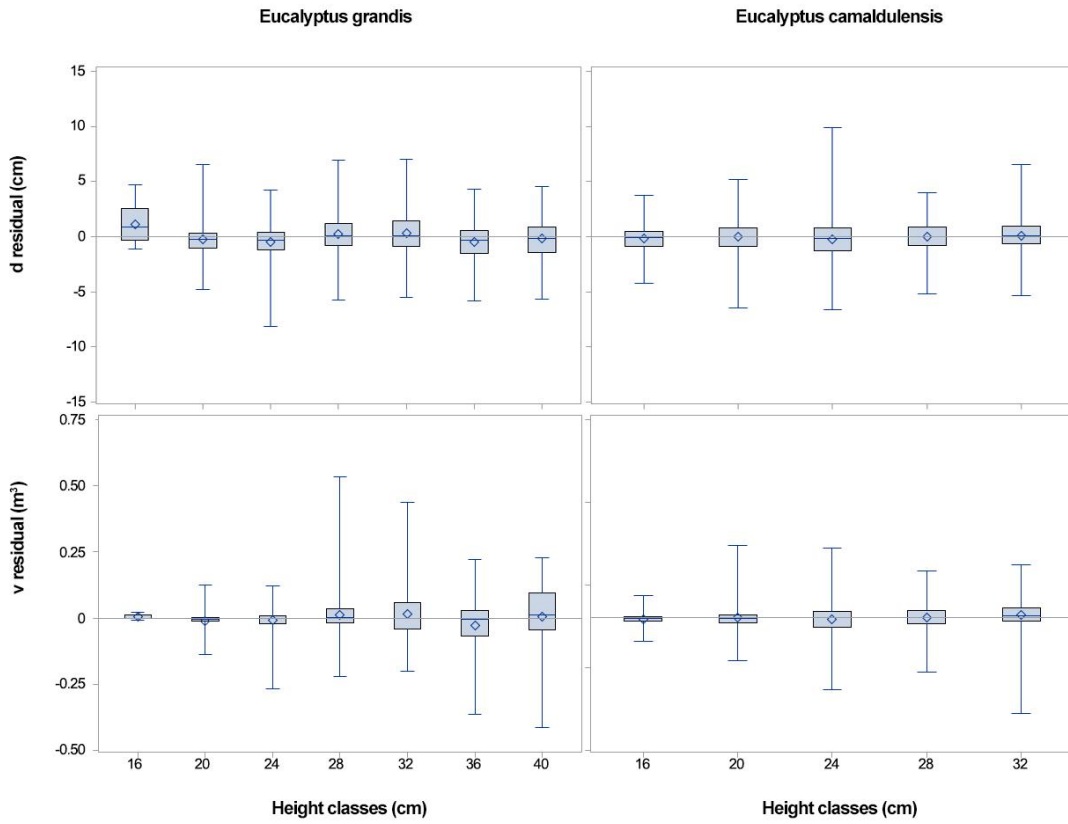 Eucalyptus grandis
Eucalyptus camaldulensis
d residual (cm)
15
10
5
0
-5
-10
-15
v residual (m³)
0.75
0.50
0.25
0
-0.25
-0.50
16 20 24 28 32 36 40
16 20 24 28 32
Height classes (cm)
Height classes (cm)